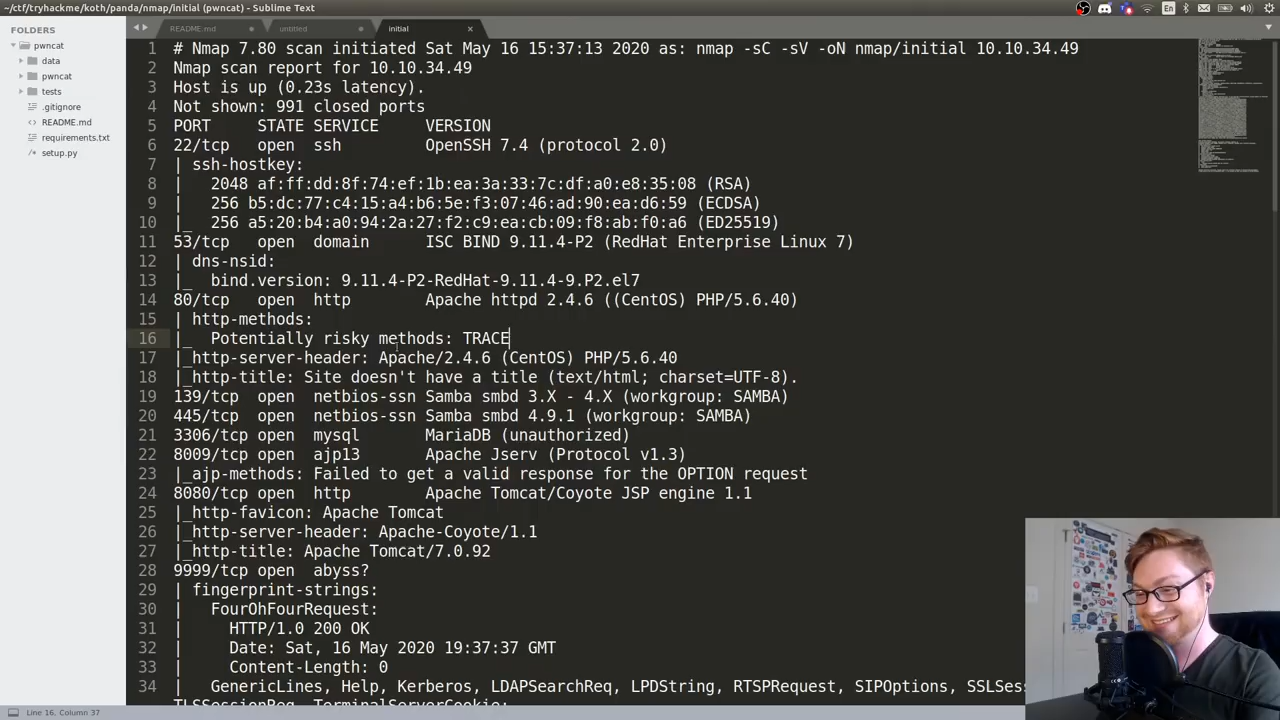 ~/ctf/tryhackme/koth/panda/nmap/initial (pwncat) - Sublime Text
En
FOLDERS
pwncat
data
pwncat
tests
.gitignore
README.md
requirements.txt
setup.py
README.md
untitled
initial
1 # Nmap 7.80 scan initiated Sat May 16 15:37:13 2020 as: nmap -sC -sV -oN nmap/initial 10.10.34.49
2 Nmap scan report for 10.10.34.49
3 Host is up (0.23s latency).
4 Not shown: 991 closed ports
5 PORT     STATE SERVICE     VERSION
6 22/tcp   open  ssh         OpenSSH 7.4 (protocol 2.0)
7 | ssh-hostkey:
8 |   2048 af:ff:dd:8f:74:ef:1b:ea:3a:33:7c:df:a0:e8:35:08 (RSA)
9 |   256 b5:dc:77:c4:15:a4:b6:5e:f3:07:46:ad:90:ea:d6:59 (ECDSA)
10 |_  256 a5:20:b4:a0:94:2a:27:f2:c9:ea:cb:09:f8:ab:f0:a6 (ED25519)
11 53/tcp   open  domain      ISC BIND 9.11.4-P2 (RedHat Enterprise Linux 7)
12 | dns-nsid:
13 |_  bind.version: 9.11.4-P2-RedHat-9.11.4-9.P2.el7
14 80/tcp   open  http        Apache httpd 2.4.6 ((CentOS) PHP/5.6.40)
15 | http-methods:
16 |_  Potentially risky methods: TRACE
17 |_http-server-header: Apache/2.4.6 (CentOS) PHP/5.6.40
18 |_http-title: Site doesn't have a title (text/html; charset=UTF-8).
19 139/tcp  open  netbios-ssn Samba smbd 3.X - 4.X (workgroup: SAMBA)
20 445/tcp  open  netbios-ssn Samba smbd 4.9.1 (workgroup: SAMBA)
21 3306/tcp open  mysql       MariaDB (unauthorized)
22 8009/tcp open  ajp13       Apache Jserv (Protocol v1.3)
23 |_ajp-methods: Failed to get a valid response for the OPTION request
24 8080/tcp open  http        Apache Tomcat/Coyote JSP engine 1.1
25 |_http-favicon: Apache Tomcat
26 |_http-server-header: Apache-Coyote/1.1
27 |_http-title: Apache Tomcat/7.0.92
28 9999/tcp open  abyss?
29 | fingerprint-strings:
30 |   FourOhFourRequest:
31 |     HTTP/1.0 200 OK
32 |     Date: Sat, 16 May 2020 19:37:37 GMT
33 |     Content-Length: 0
34 |   GenericLines, Help, Kerberos, LDAPSearchReq, LPDString, RTSPRequest, SIPOptions, SSLSes
TLSSessionReq, TerminalServerCookie:
Line 16, Column 37